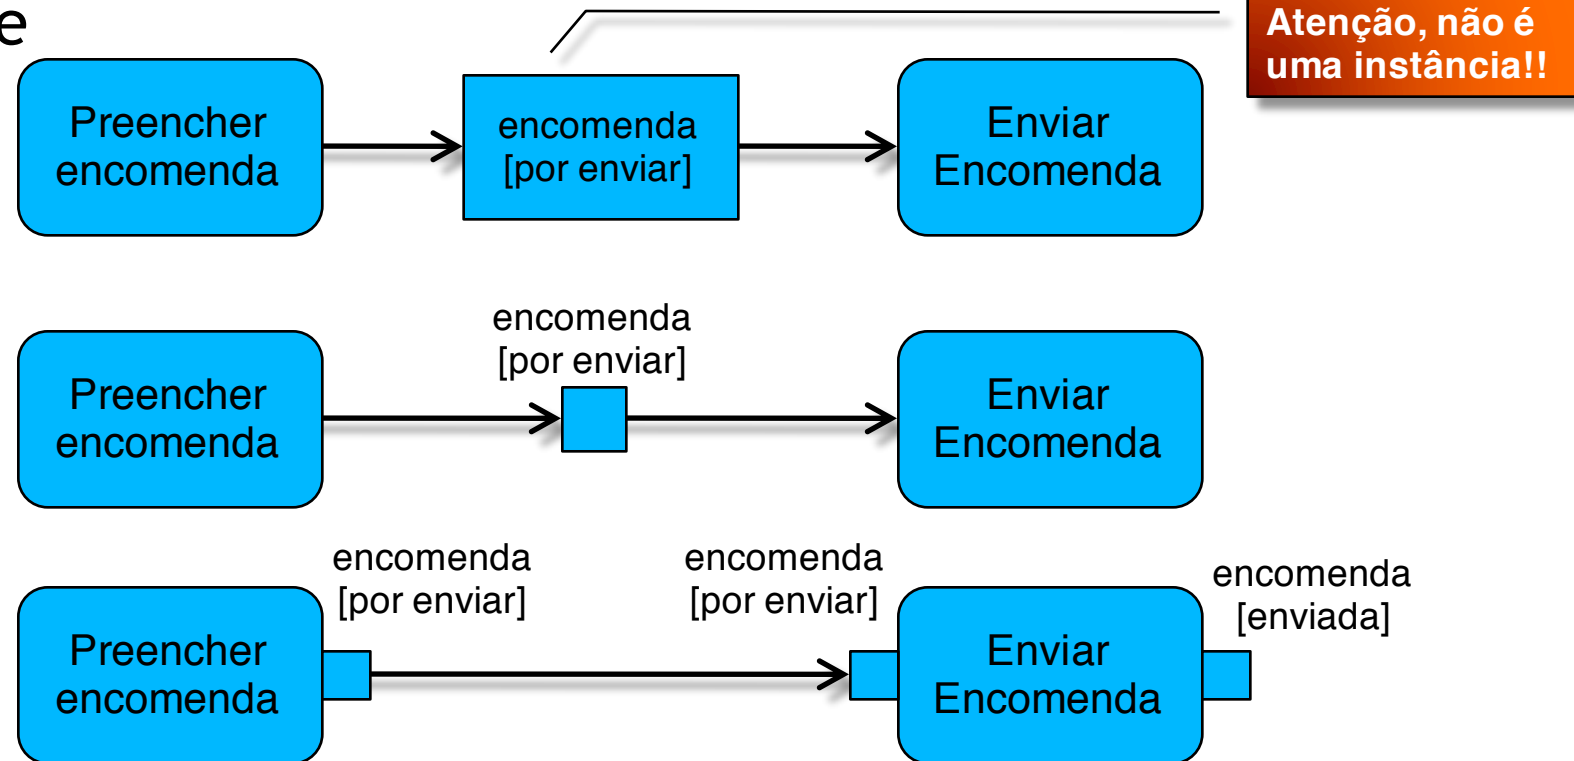 e
Atenção, não é
uma instância!!
Preencher
encomenda
encomenda
[por enviar]
Enviar
Encomenda
encomenda
[por enviar]
Preencher
encomenda
Enviar
Encomenda
encomenda
[por enviar]
encomenda
[por enviar]
encomenda
[enviada]
Preencher
encomenda
Enviar
Encomenda